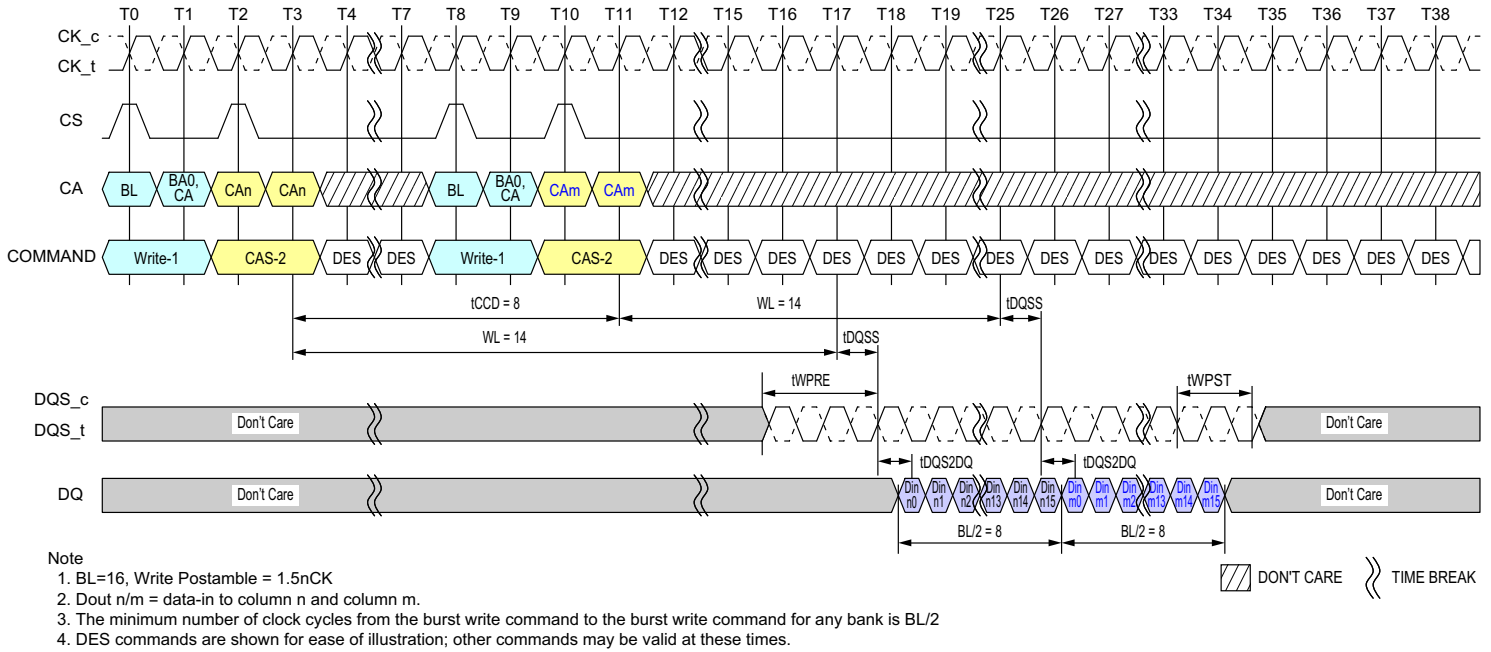 T0 T1 T2 T3 T4 T7 T8 T9 T10 T11 T12 T15 T16 T17 T18 T19 T25 T26 T27 T33 T34 T35 T36 T37 T38
CK_c
CK_t
CS
CA BL BA0, CA CAn CAn BL BA0, CA CAm CAm
COMMAND Write-1 CAS-2 DES DES Write-1 CAS-2 DES DES DES DES DES DES DES DES DES DES DES DES DES DES DES
tCCD = 8 WL = 14 tDQSS
WL = 14 tDQSS
tWPRE tWPST
DQS_c
DQS_t Don't Care Don't Care
tDQS2DQ tDQS2DQ
DQ Don't Care Din n0 Din n1 Din n2 Din n13 Din n14 Din n15 Din m0 Din m1 Din m2 Din m13 Din m14 Din m15 Don't Care
BL/2 = 8 BL/2 = 8
Note
1. BL=16, Write Postamble = 1.5nCK
2. Dout n/m = data-in to column n and column m.
3. The minimum number of clock cycles from the burst write command to the burst write command for any bank is BL/2
4. DES commands are shown for ease of illustration; other commands may be valid at these times.
DON'T CARE TIME BREAK